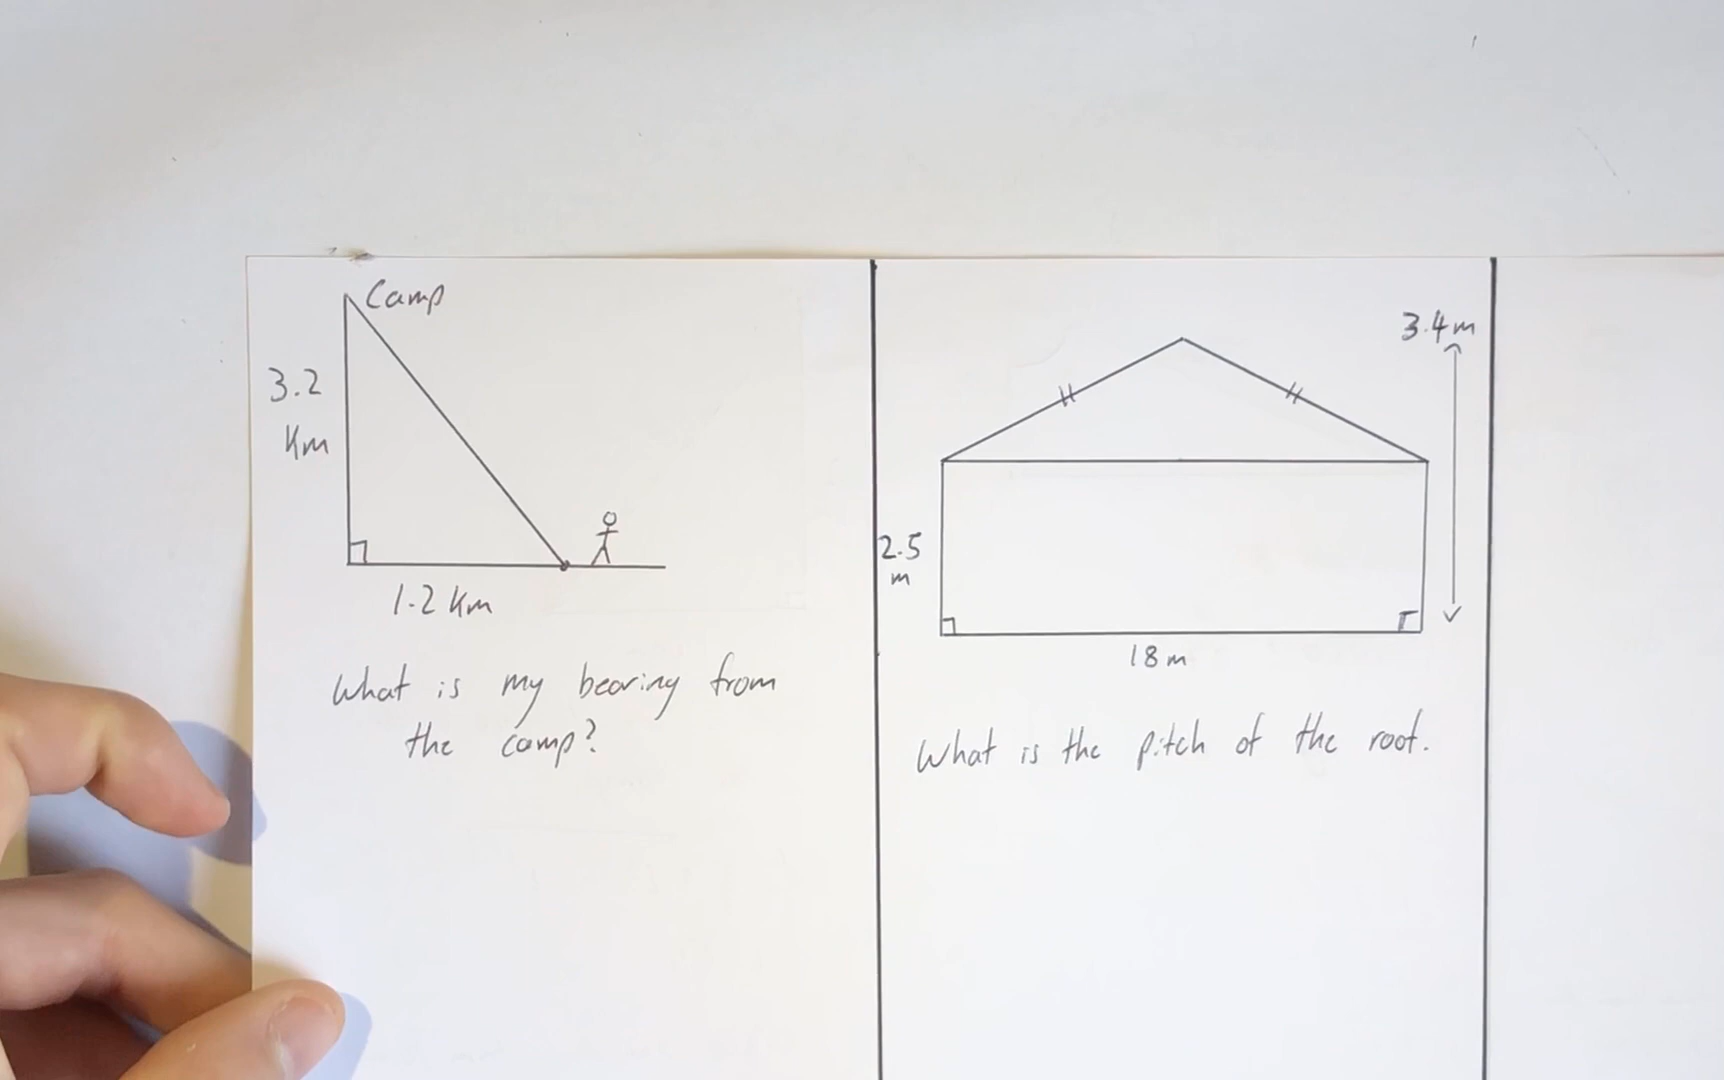 Camp
3.2
Km
1.2 Km
What is my bearing from
the camp?
3.4m
2.5
m
18m
What is the pitch of the roof.